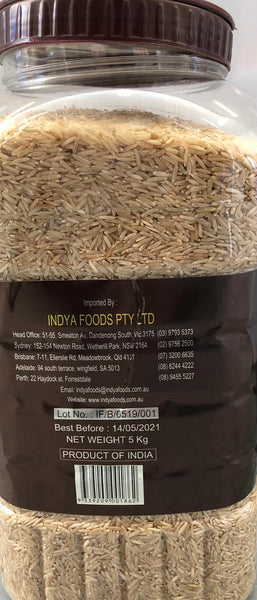 Imported By :
INDYA FOODS PTY LTD
Head Office: 51-55, Smeaton Av, Dandenong South Vic 3175 (03) 9793 5373
Sydney: 152-154 Newton Road, Wetherill Park, NSW 2164 (02) 9756 2500
Brisbane: 7-11, Ellerslie Rd, Meadowbrook, Qld 4131 (07) 3200 6635
Adelaide: 94 south terrace, wingfield, SA 5013 (08) 8244 4222
Perth: 22 Haydock st, Forrestdale (08) 9455 5227
Email: indyafoods@indyafoods.com.au
Website: www.indyafoods.com.au
Lot No.: IF/B/6519/001
Best Before : 14/05/2021
NET WEIGHT 5 Kg
PRODUCT OF INDIA
9339209001862